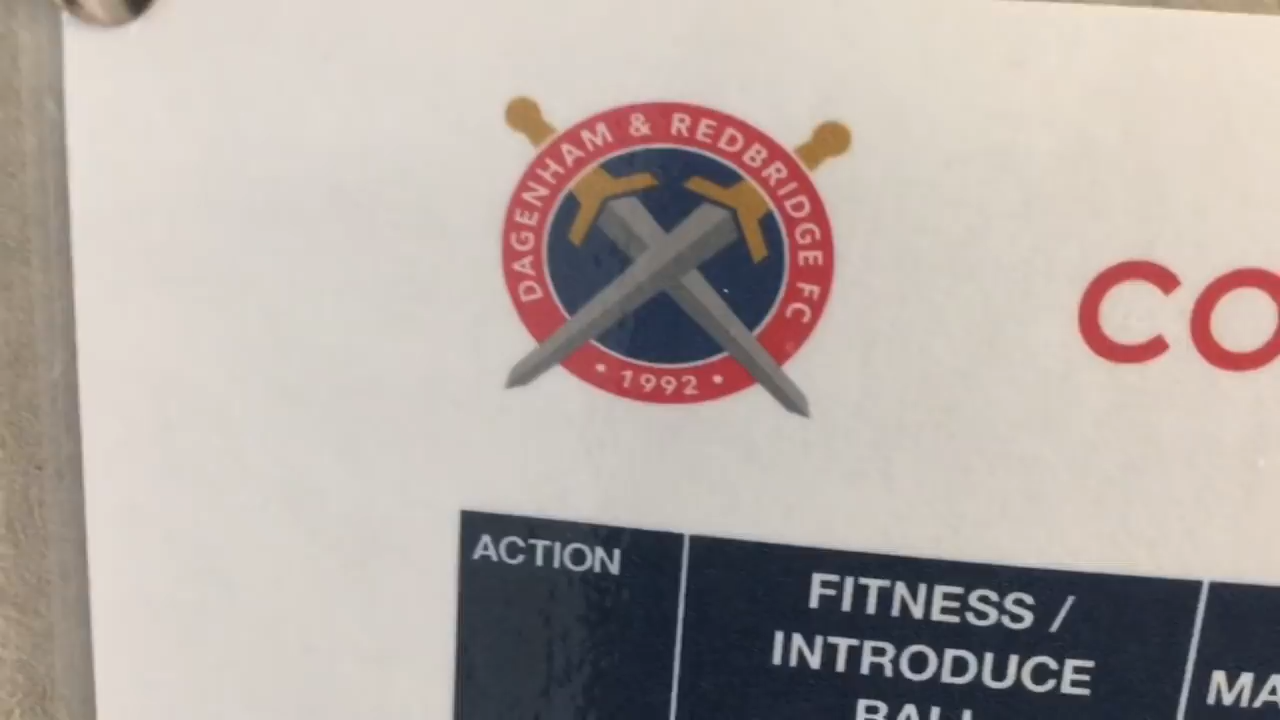 DAGENHAM & REDBRIDGE FC
• 1992 •
ACTION
FITNESS /
INTRODUCE